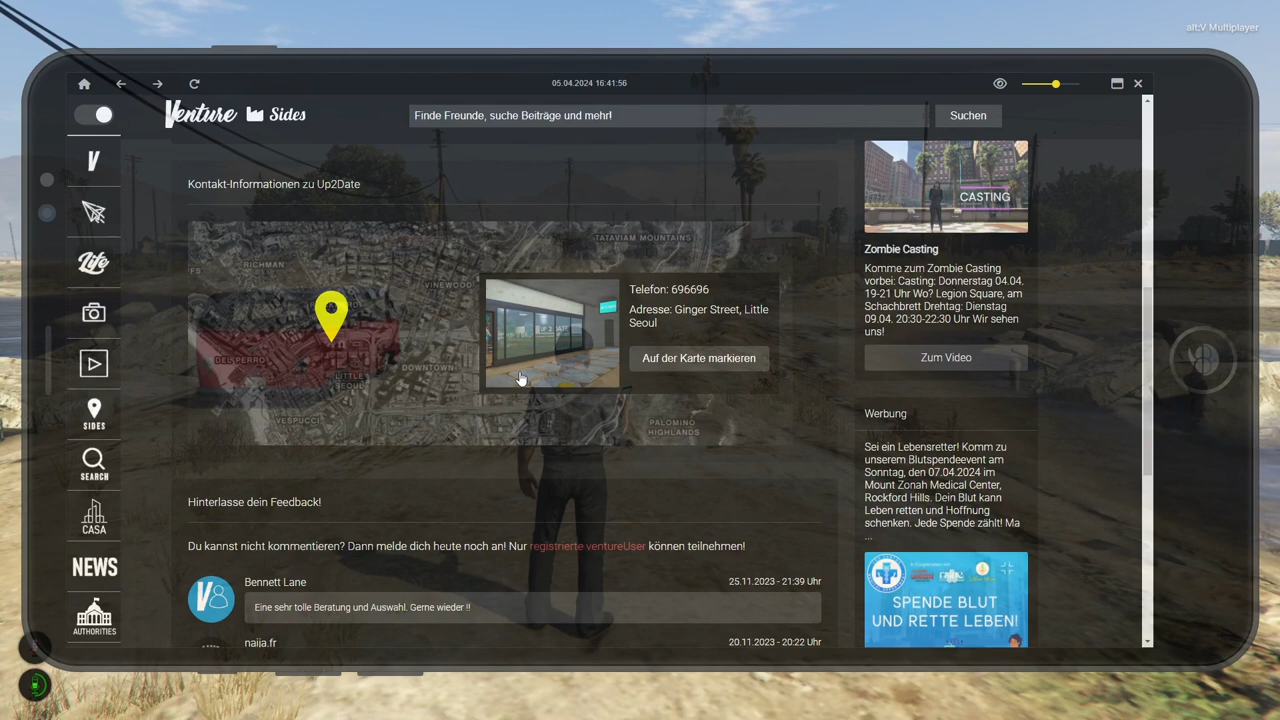 alt:V Multiplayer
05.04.2024 16:41:56
Venture Sides
Finde Freunde, suche Beiträge und mehr!
Suchen
V
Life
SIDES
SEARCH
CASA
NEWS
AUTHORITIES
Kontakt-Informationen zu Up2Date
TATAVIAM MOUNTAINS
RICHMAN
VINEWOOD
DEL PERRO
LITTLE
SEOUL
DOWNTOWN
VESPUCCI
PALOMINO
HIGHLANDS
Telefon: 696696
Adresse: Ginger Street, Little
Seoul
Auf der Karte markieren
Hinterlasse dein Feedback!
Du kannst nicht kommentieren? Dann melde dich heute noch an! Nur registrierte ventureUser können teilnehmen!
Bennett Lane
25.11.2023 - 21:39 Uhr
Eine sehr tolle Beratung und Auswahl. Gerne wieder !!
naija.fr
20.11.2023 - 20:22 Uhr
CASTING
Zombie Casting
Komme zum Zombie Casting
vorbei: Casting: Donnerstag 04.04.
19-21 Uhr Wo? Legion Square, am
Schachbrett Drehtag: Dienstag
09.04. 20:30-22.30 Uhr Wir sehen
uns!
Zum Video
Werbung
Sei ein Lebensretter! Komm zu
unserem Blutspendeevent am
Sonntag, den 07.04.2024 im
Mount Zonah Medical Center,
Rockford Hills. Dein Blut kann
Leben retten und Hoffnung
schenken. Jede Spende zählt! Ma
...
SPENDE BLUT
UND RETTE LEBEN!